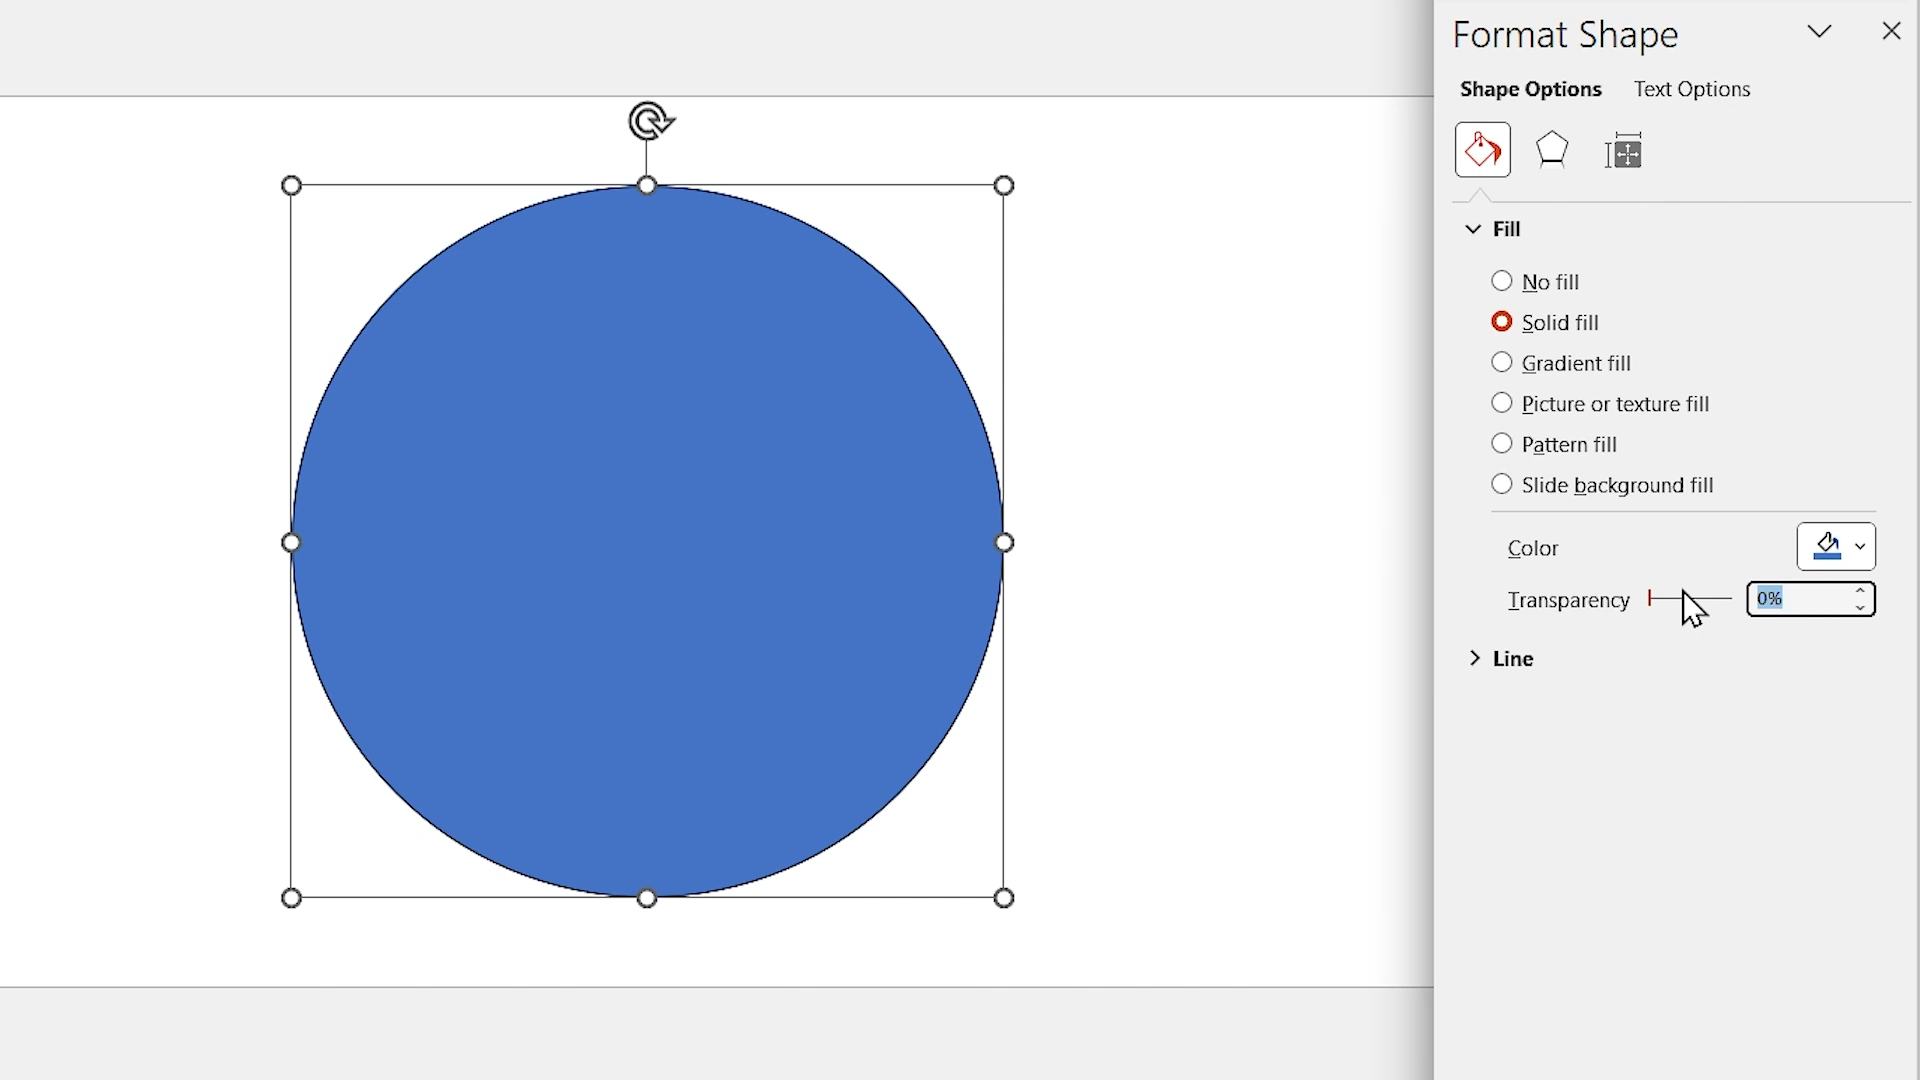 Format Shape
Shape Options Text Options
Fill
No fill
Solid fill
Gradient fill
Picture or texture fill
Pattern fill
Slide background fill
Color
Transparency 0%
Line